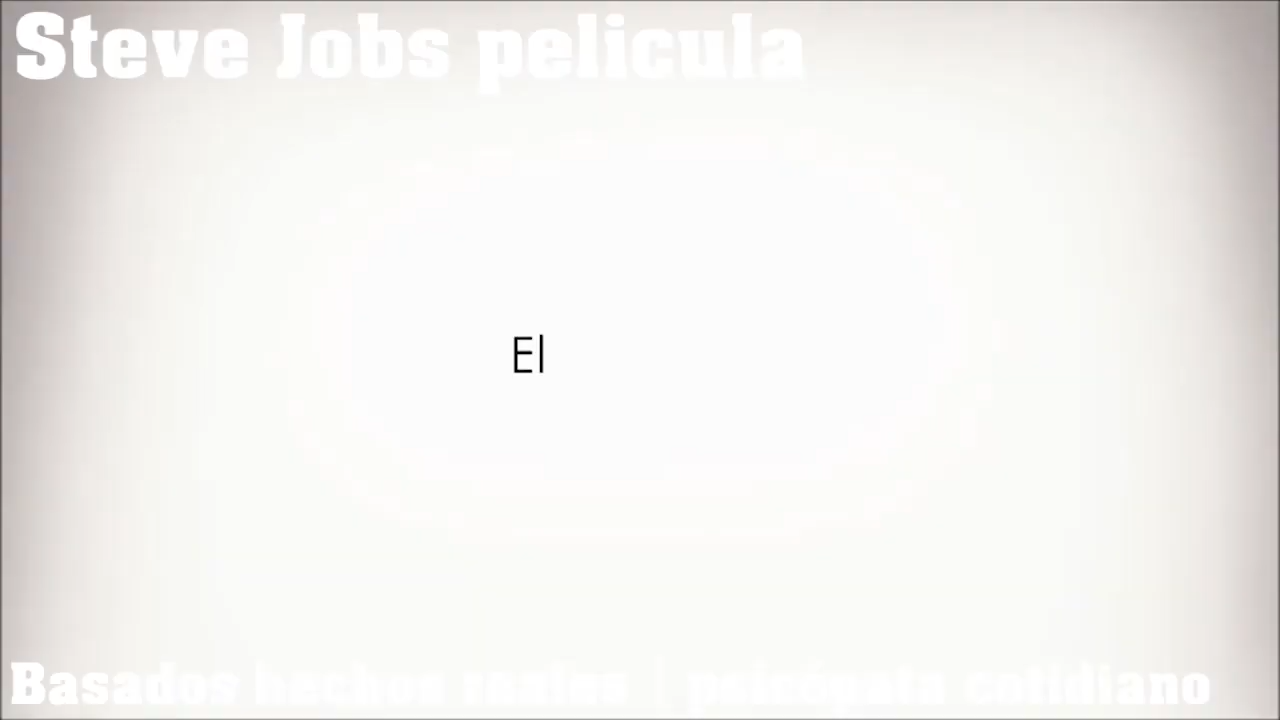 Steve Jobs pelicula
El
Basados hechos reales | psicópata cotidiano